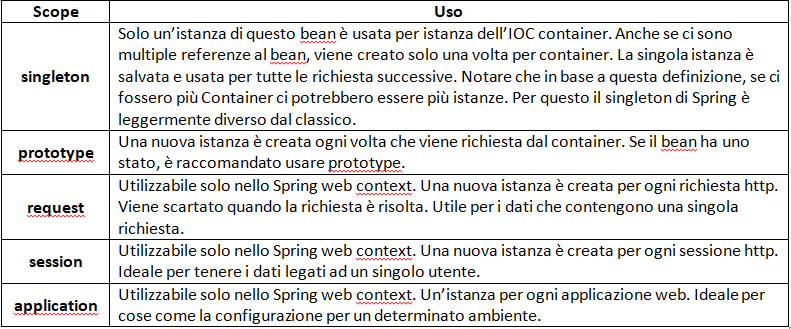 Scope Uso
Solo un’istanza di questo bean è usata per istanza dell’IOC container. Anche se ci sono
multiple referenze al bean, viene creato solo una volta per container. La singola istanza è
singleton salvata e usata per tutte le richiesta successive. Notare che in base a questa definizione, se ci
fossero più Container ci potrebbero essere più istanze. Per questo il singleton di Spring è
leggermente diverso dal classico.
prototype Una nuova istanza è creata ogni volta che viene richiesta dal container. Se il bean ha uno
stato, è raccomandato usare prototype.
Utilizzabile solo nello Spring web context. Una nuova istanza è creata per ogni richiesta http.
request Viene scartato quando la richiesta è risolta. Utile per i dati che contengono una singola
richiesta.
session Utilizzabile solo nello Spring web context. Una nuova istanza è creata per ogni sessione http.
Ideale per tenere i dati legati ad un singolo utente.
application Utilizzabile solo nello Spring web context. Un’istanza per ogni applicazione web. Ideale per
cose come la configurazione per un determinato ambiente.